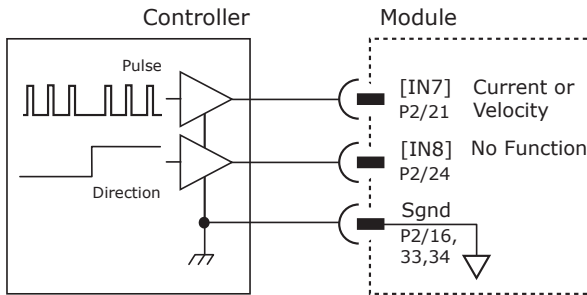 Controller
Module
Pulse
Direction
[IN7] Current or
P2/21 Velocity
[IN8] No Function
P2/24
Sgnd
P2/16,
33,34